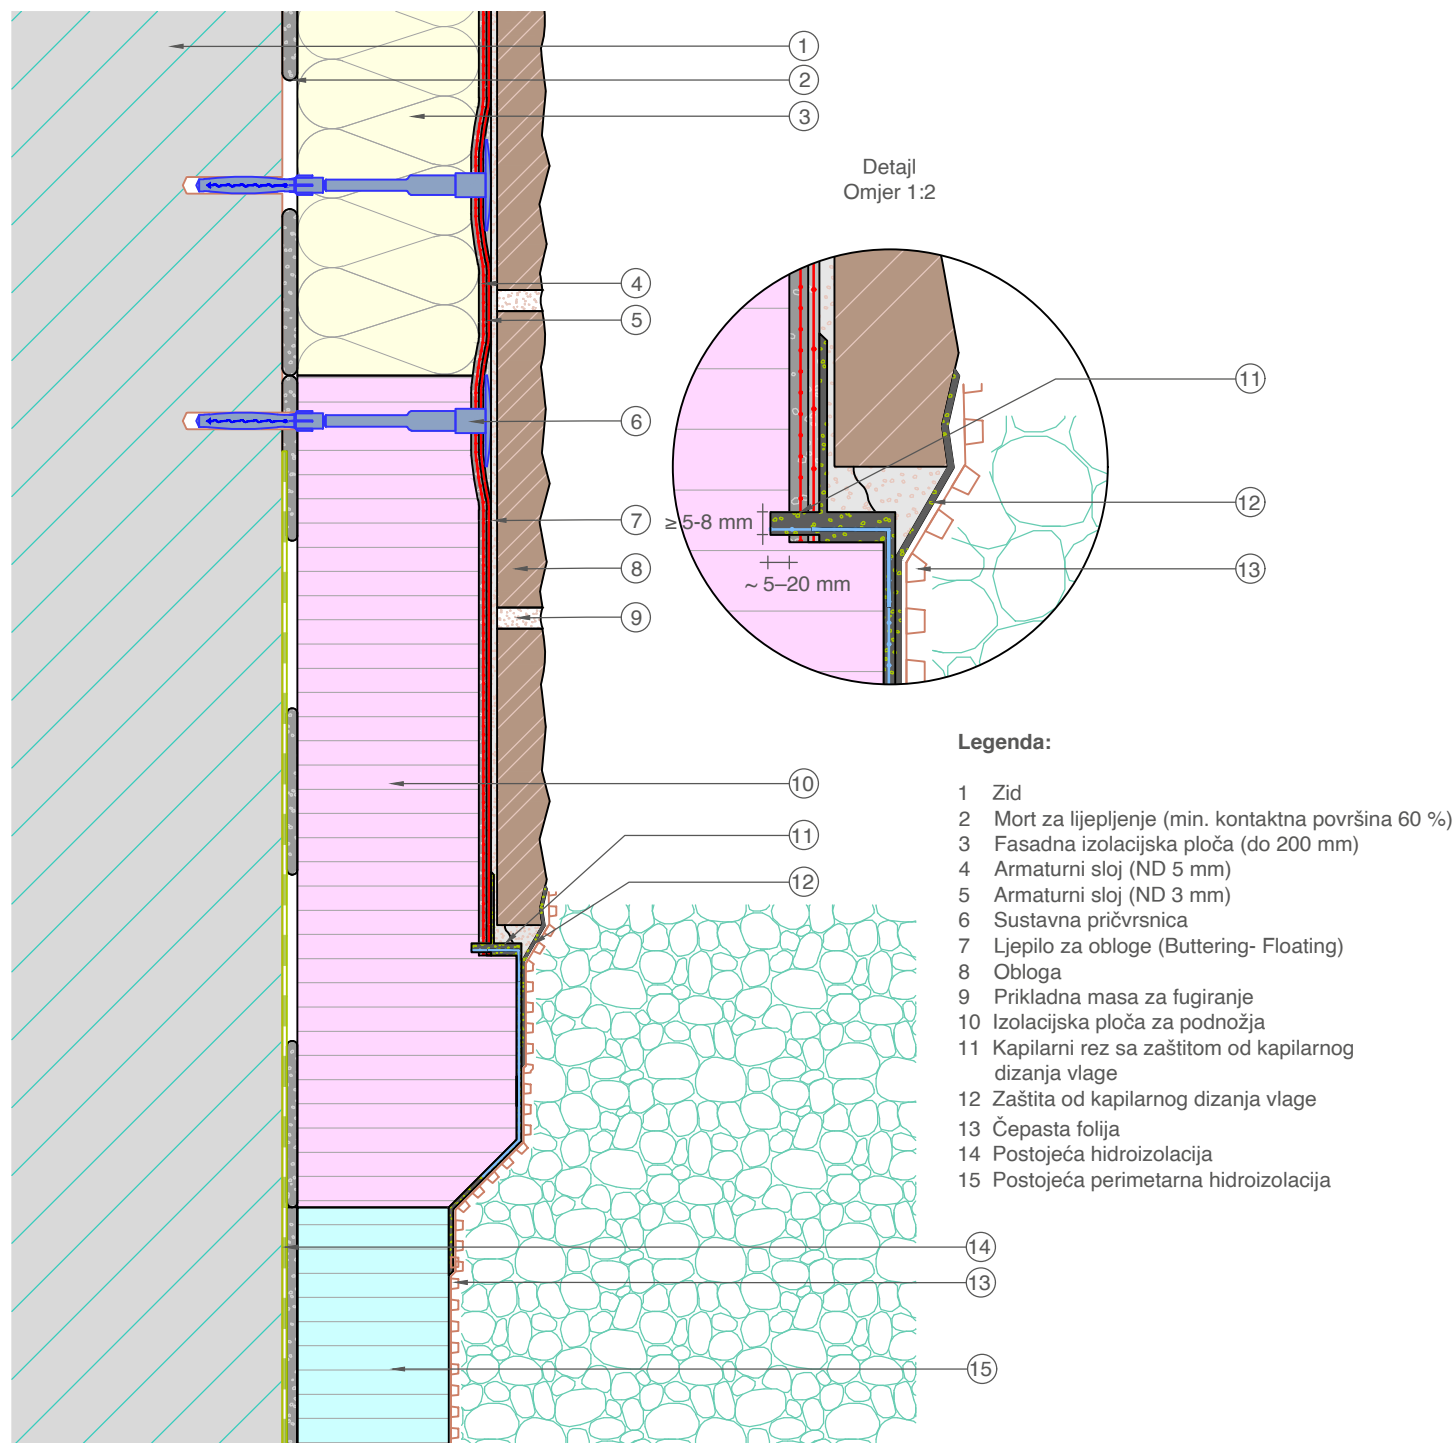 1
2
3
Detajl
Omjer 1:2
4
5
11
6
12
≥ 5-8 mm
7
8
13
~ 5–20 mm
9
Legenda:
10
1 Zid
2 Mort za lijepljenje (min. kontaktna površina 60 %)
11
3 Fasadna izolacijska ploča (do 200 mm)
4 Armaturni sloj (ND 5 mm)
12
5 Armaturni sloj (ND 3 mm)
6 Sustavna pričvrsnica
7 Ljepilo za obloge (Buttering- Floating)
8 Obloga
9 Prikladna masa za fugiranje
10 Izolacijska ploča za podnožja
11 Kapilarni rez sa zaštitom od kapilarnog
dizanja vlage
12 Zaštita od kapilarnog dizanja vlage
13 Čepasta folija
14 Postojeća hidroizolacija
15 Postojeća perimetarna hidroizolacija
14
13
15